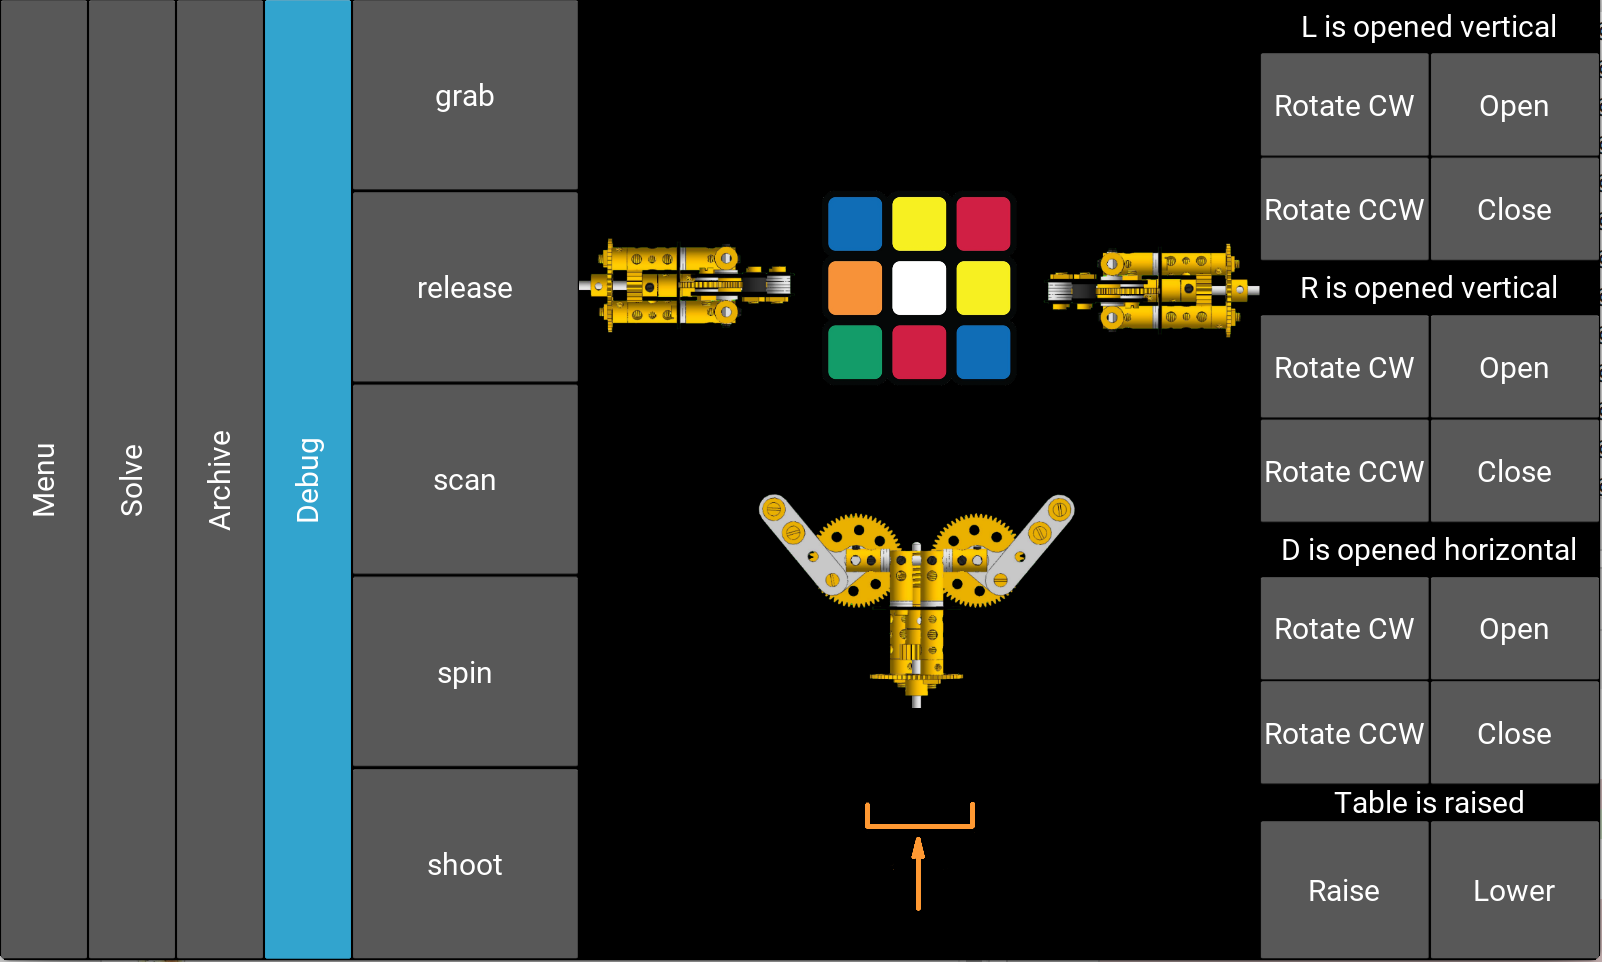 Menu
Solve
Archive
Debug
grab
release
scan
spin
shoot
L is opened vertical
Rotate CW
Open
Rotate CCW
Close
R is opened vertical
Rotate CW
Open
Rotate CCW
Close
D is opened horizontal
Rotate CW
Open
Rotate CCW
Close
Table is raised
Raise
Lower